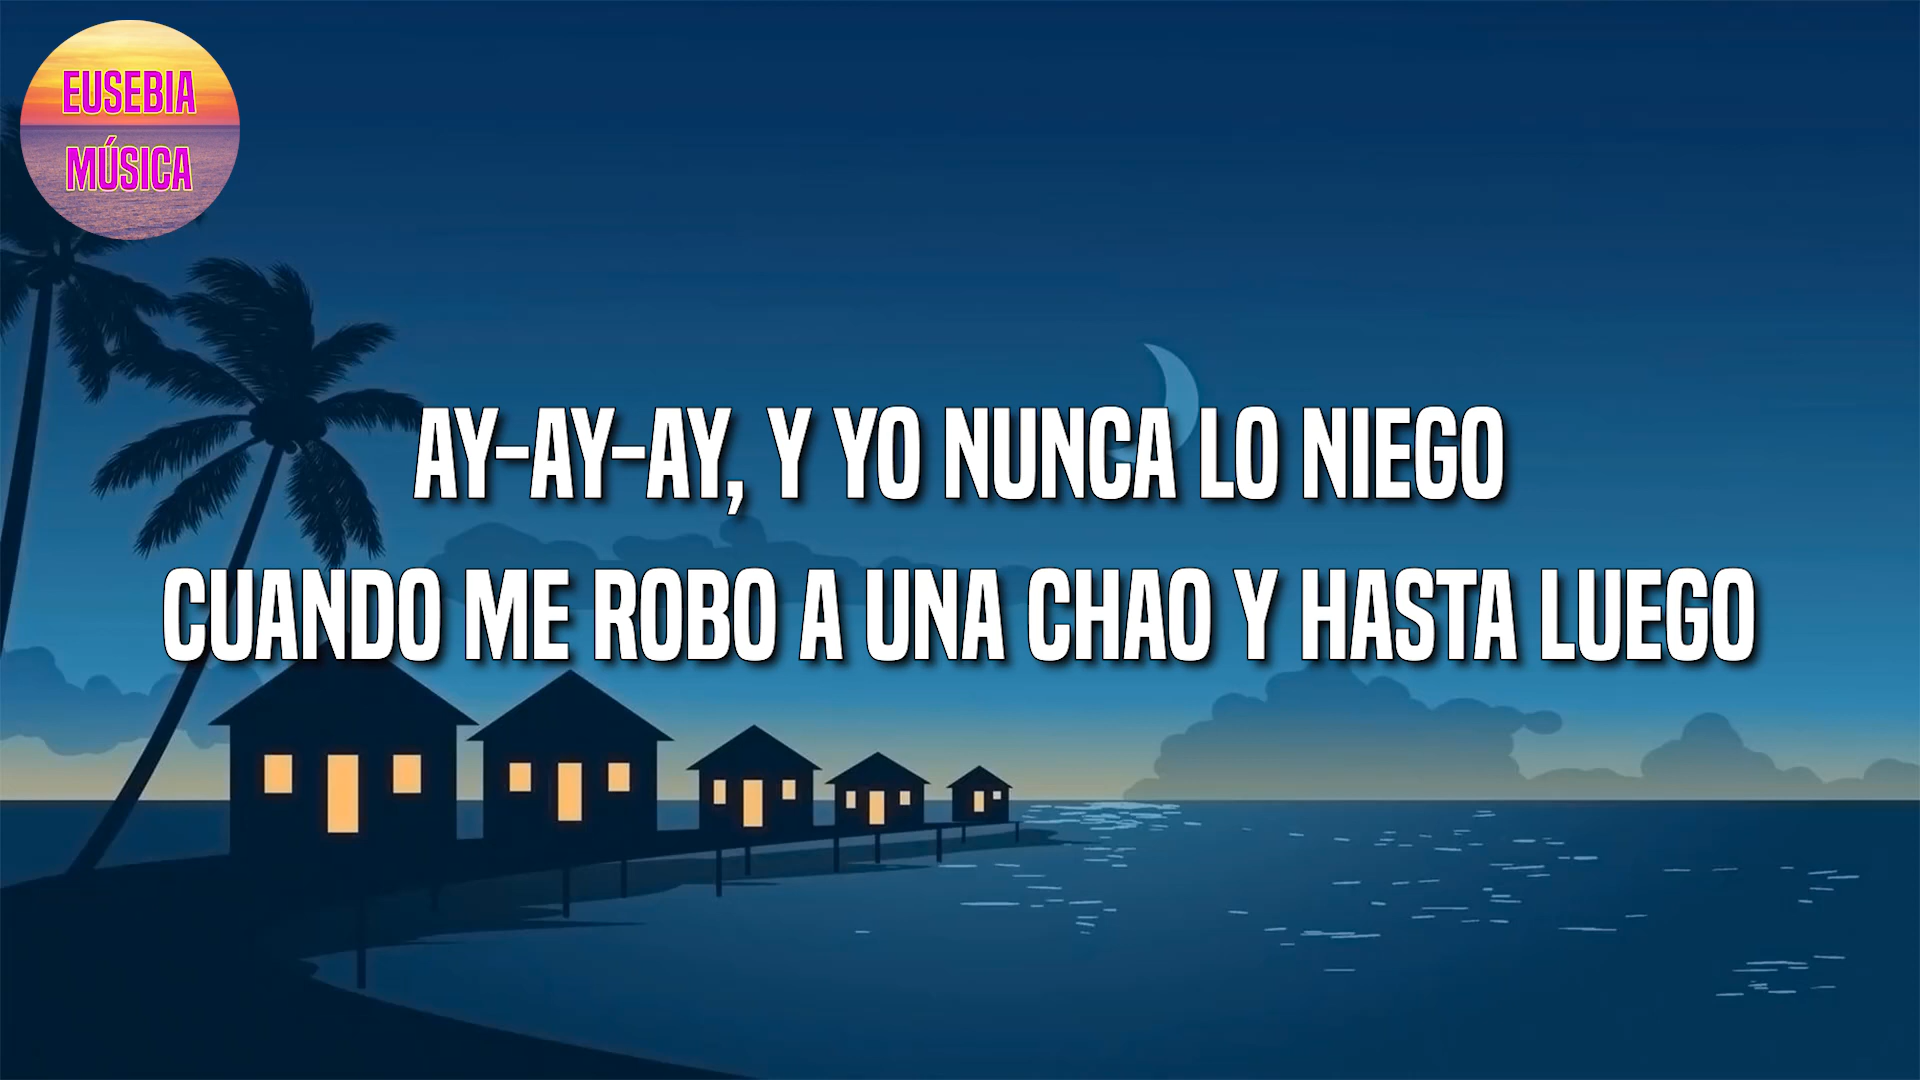 EUSEBIA
MÚSICA
AY-AY-AY, Y YO NUNCA LO NIEGO
CUANDO ME ROBO A UNA CHAO Y HASTA LUEGO